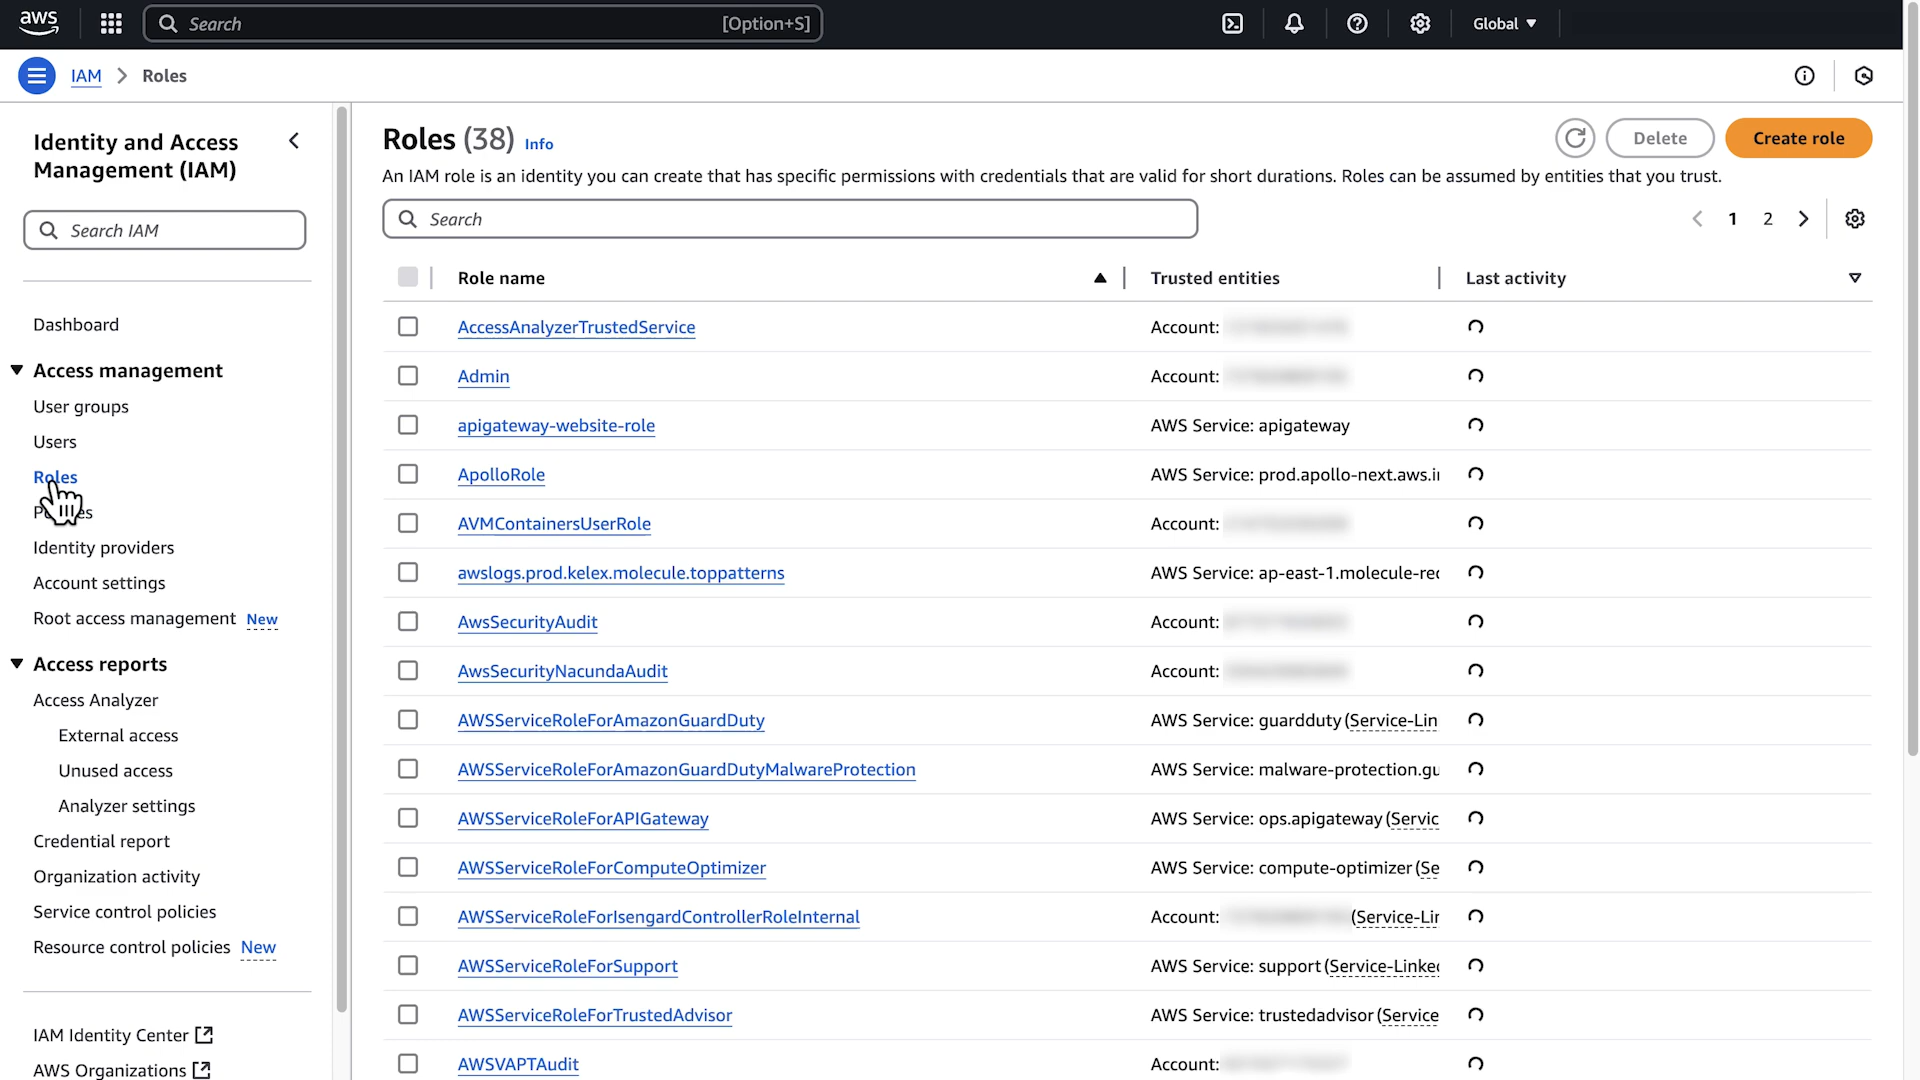 aws
Search
[Option+S]
Global
IAM
Roles
Identity and Access
Management (IAM)
Search IAM
Dashboard
Access management
User groups
Users
Roles
Identity providers
Account settings
Root access management New
Access reports
Access Analyzer
External access
Unused access
Analyzer settings
Credential report
Organization activity
Service control policies
Resource control policies New
IAM Identity Center
AWS Organizations
Roles (38) Info
Delete
Create role
An IAM role is an identity you can create that has specific permissions with credentials that are valid for short durations. Roles can be assumed by entities that you trust.
Search
1 2
Role name Trusted entities Last activity
AccessAnalyzerTrustedService Account:
Admin Account:
apigateway-website-role AWS Service: apigateway
ApolloRole AWS Service: prod.apollo-next.aws.i
AVMContainersUserRole Account:
awslogs.prod.kelex.molecule.toppatterns AWS Service: ap-east-1.molecule-re
AwsSecurityAudit Account:
AwsSecurityNacundaAudit Account:
AWSServiceRoleForAmazonGuardDuty AWS Service: guardduty (Service-Lin
AWSServiceRoleForAmazonGuardDutyMalwareProtection AWS Service: malware-protection.gu
AWSServiceRoleForAPIGateway AWS Service: ops.apigateway (Servic
AWSServiceRoleForComputeOptimizer AWS Service: compute-optimizer (Se
AWSServiceRoleForIsengardControllerRoleInternal Account: (Service-Li
AWSServiceRoleForSupport AWS Service: support (Service-Linke
AWSServiceRoleForTrustedAdvisor AWS Service: trustedadvisor (Service
AWSVAPTAudit Account: